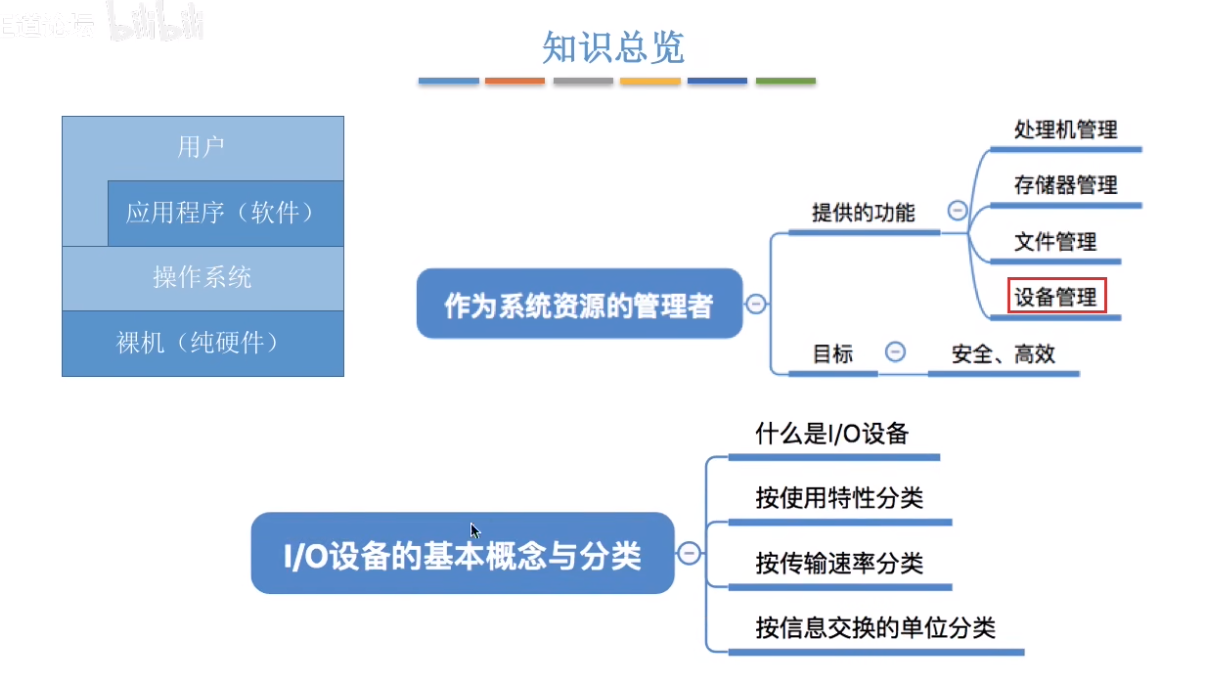 bilibili
知识总览
用户
应用程序（软件）
操作系统
裸机（纯硬件）
作为系统资源的管理者
提供的功能
处理机管理
存储器管理
文件管理
设备管理
目标
安全、高效
I/O设备的基本概念与分类
什么是I/O设备
按使用特性分类
按传输速率分类
按信息交换的单位分类